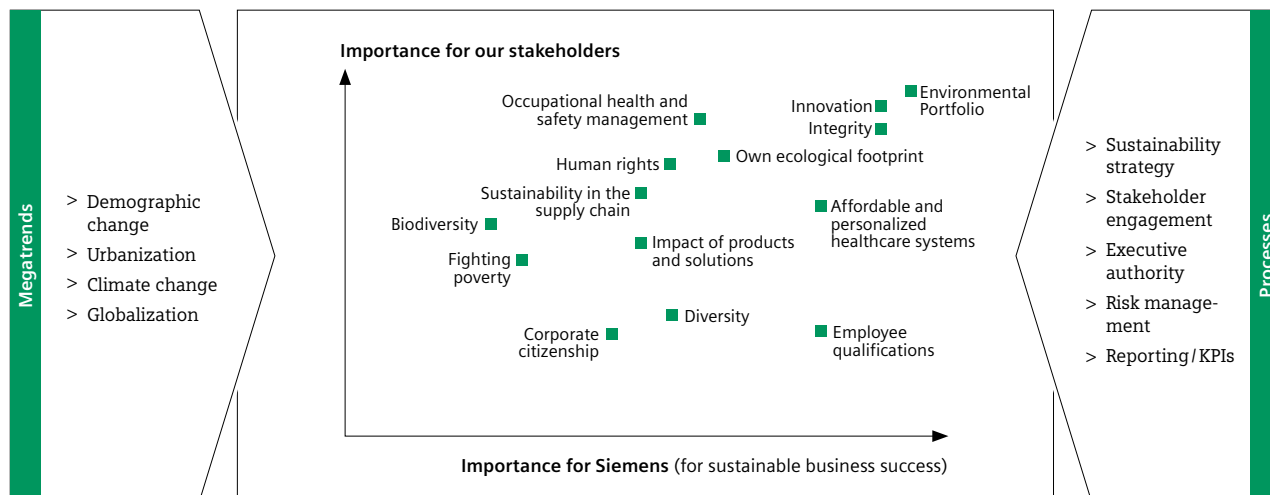 Megatrends
> Demographic
change
> Urbanization
> Climate change
> Globalization
Importance for our stakeholders
Occupational health and
safety management
Innovation
Integrity
Environmental
Portfolio
Human rights
Own ecological footprint
Sustainability in the
supply chain
Biodiversity
Affordable and
personalized
healthcare systems
Impact of products
and solutions
Fighting
poverty
Diversity
Corporate
citizenship
Employee
qualifications
Importance for Siemens (for sustainable business success)
> Sustainability
strategy
> Stakeholder
engagement
> Executive
authority
> Risk manage-
ment
> Reporting / KPIs
Processes